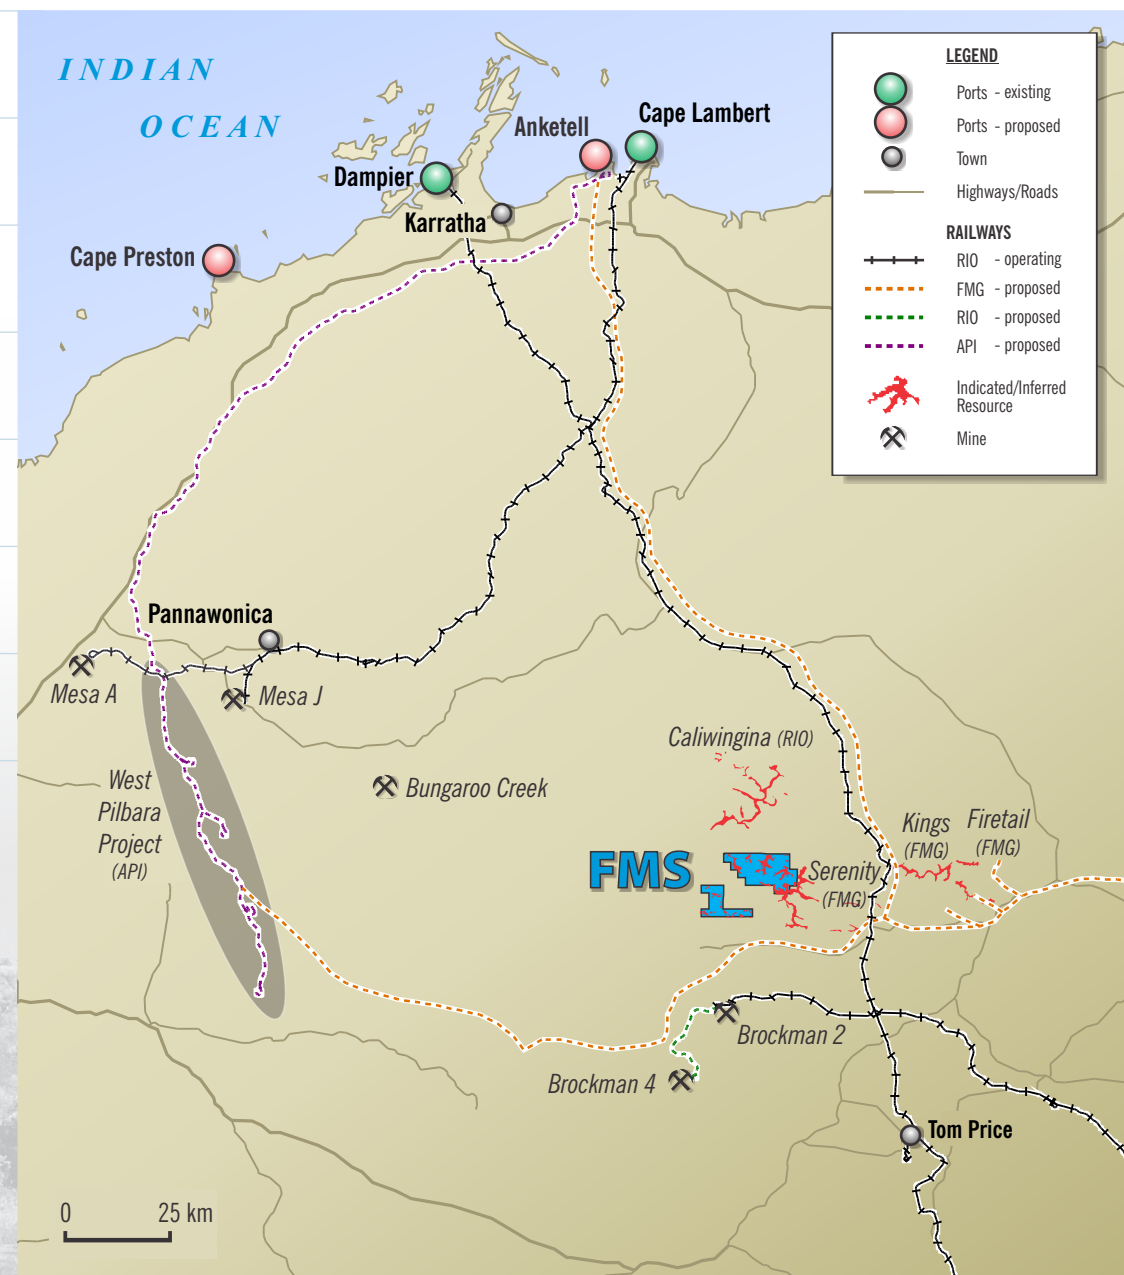 INDIAN
OCEAN
Anketell
Cape Lambert
Dampier
Karratha
Cape Preston
LEGEND
Ports - existing
Ports - proposed
Town
Highways/Roads
RAILWAYS
RIO - operating
FMG - proposed
RIO - proposed
API - proposed
Indicated/Inferred
Resource
Mine
Pannawonica
Mesa A
Mesa J
Caliwingina (RIO)
West
Pilbara
Project
(API)
Bungaroo Creek
Kings
(FMG)
Firetail
(FMG)
FMS
Serenity
(FMG)
Brockman 2
Brockman 4
Tom Price
0 25 km